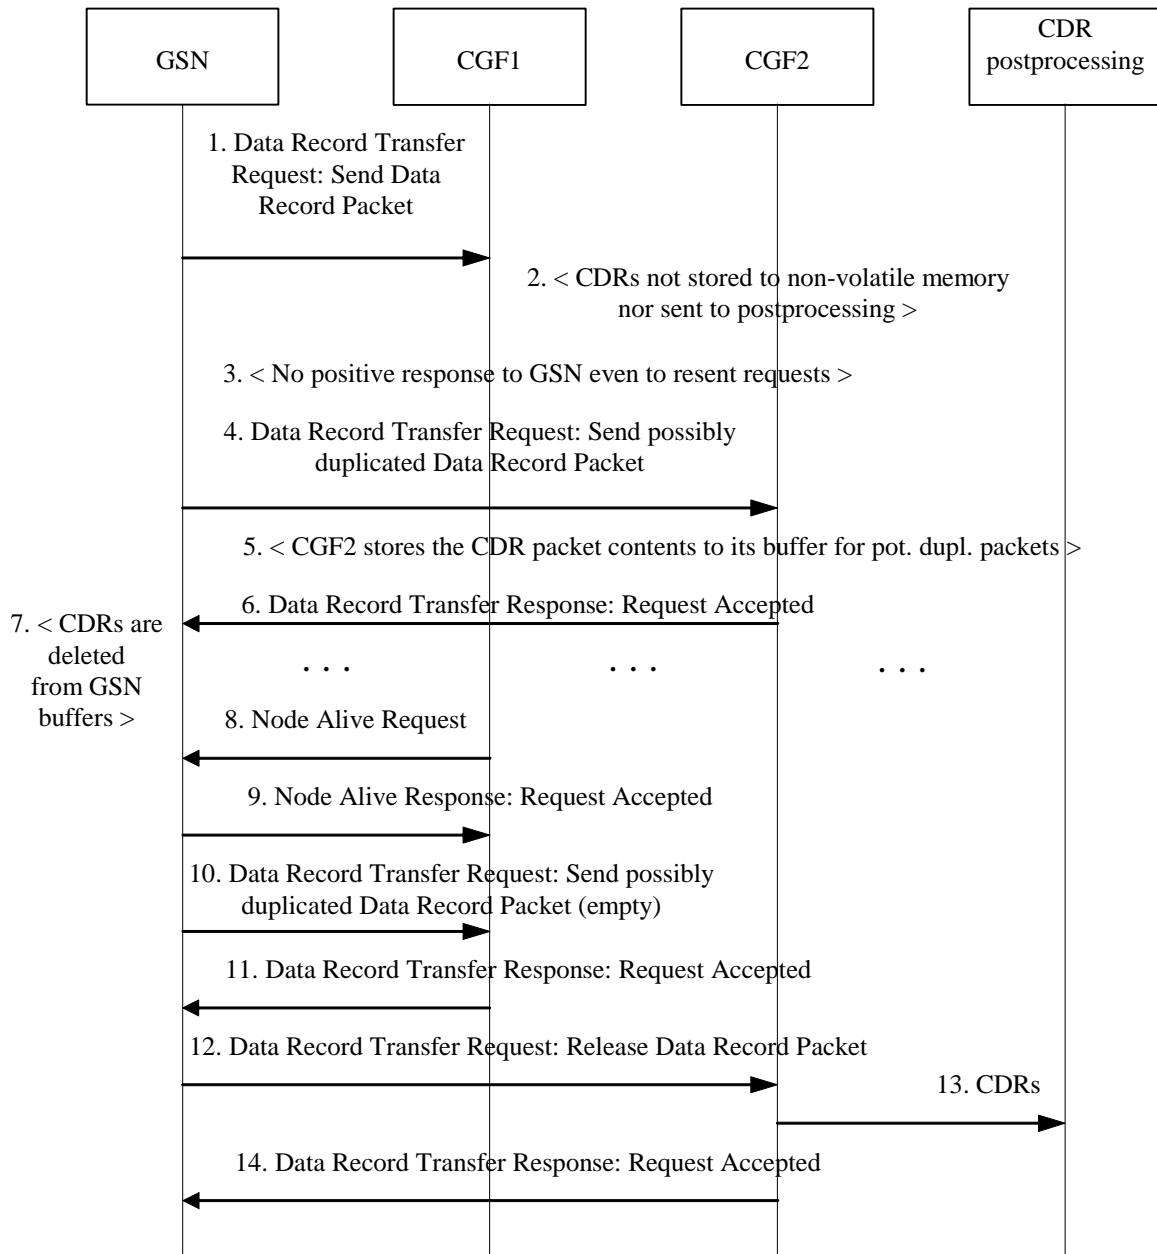 GSN
CGF1
CGF2
CDR
postprocessing
1. Data Record Transfer
Request: Send Data
Record Packet
2. < CDRs not stored to non-volatile memory
nor sent to postprocessing >
3. < No positive response to GSN even to resent requests >
4. Data Record Transfer Request: Send possibly
duplicated Data Record Packet
5. < CGF2 stores the CDR packet contents to its buffer for pot. dupl. packets >
6. Data Record Transfer Response: Request Accepted
7. < CDRs are
deleted
from GSN
buffers >
. . .
. . .
. . .
8. Node Alive Request
9. Node Alive Response: Request Accepted
10. Data Record Transfer Request: Send possibly
duplicated Data Record Packet (empty)
11. Data Record Transfer Response: Request Accepted
12. Data Record Transfer Request: Release Data Record Packet
13. CDRs
14. Data Record Transfer Response: Request Accepted